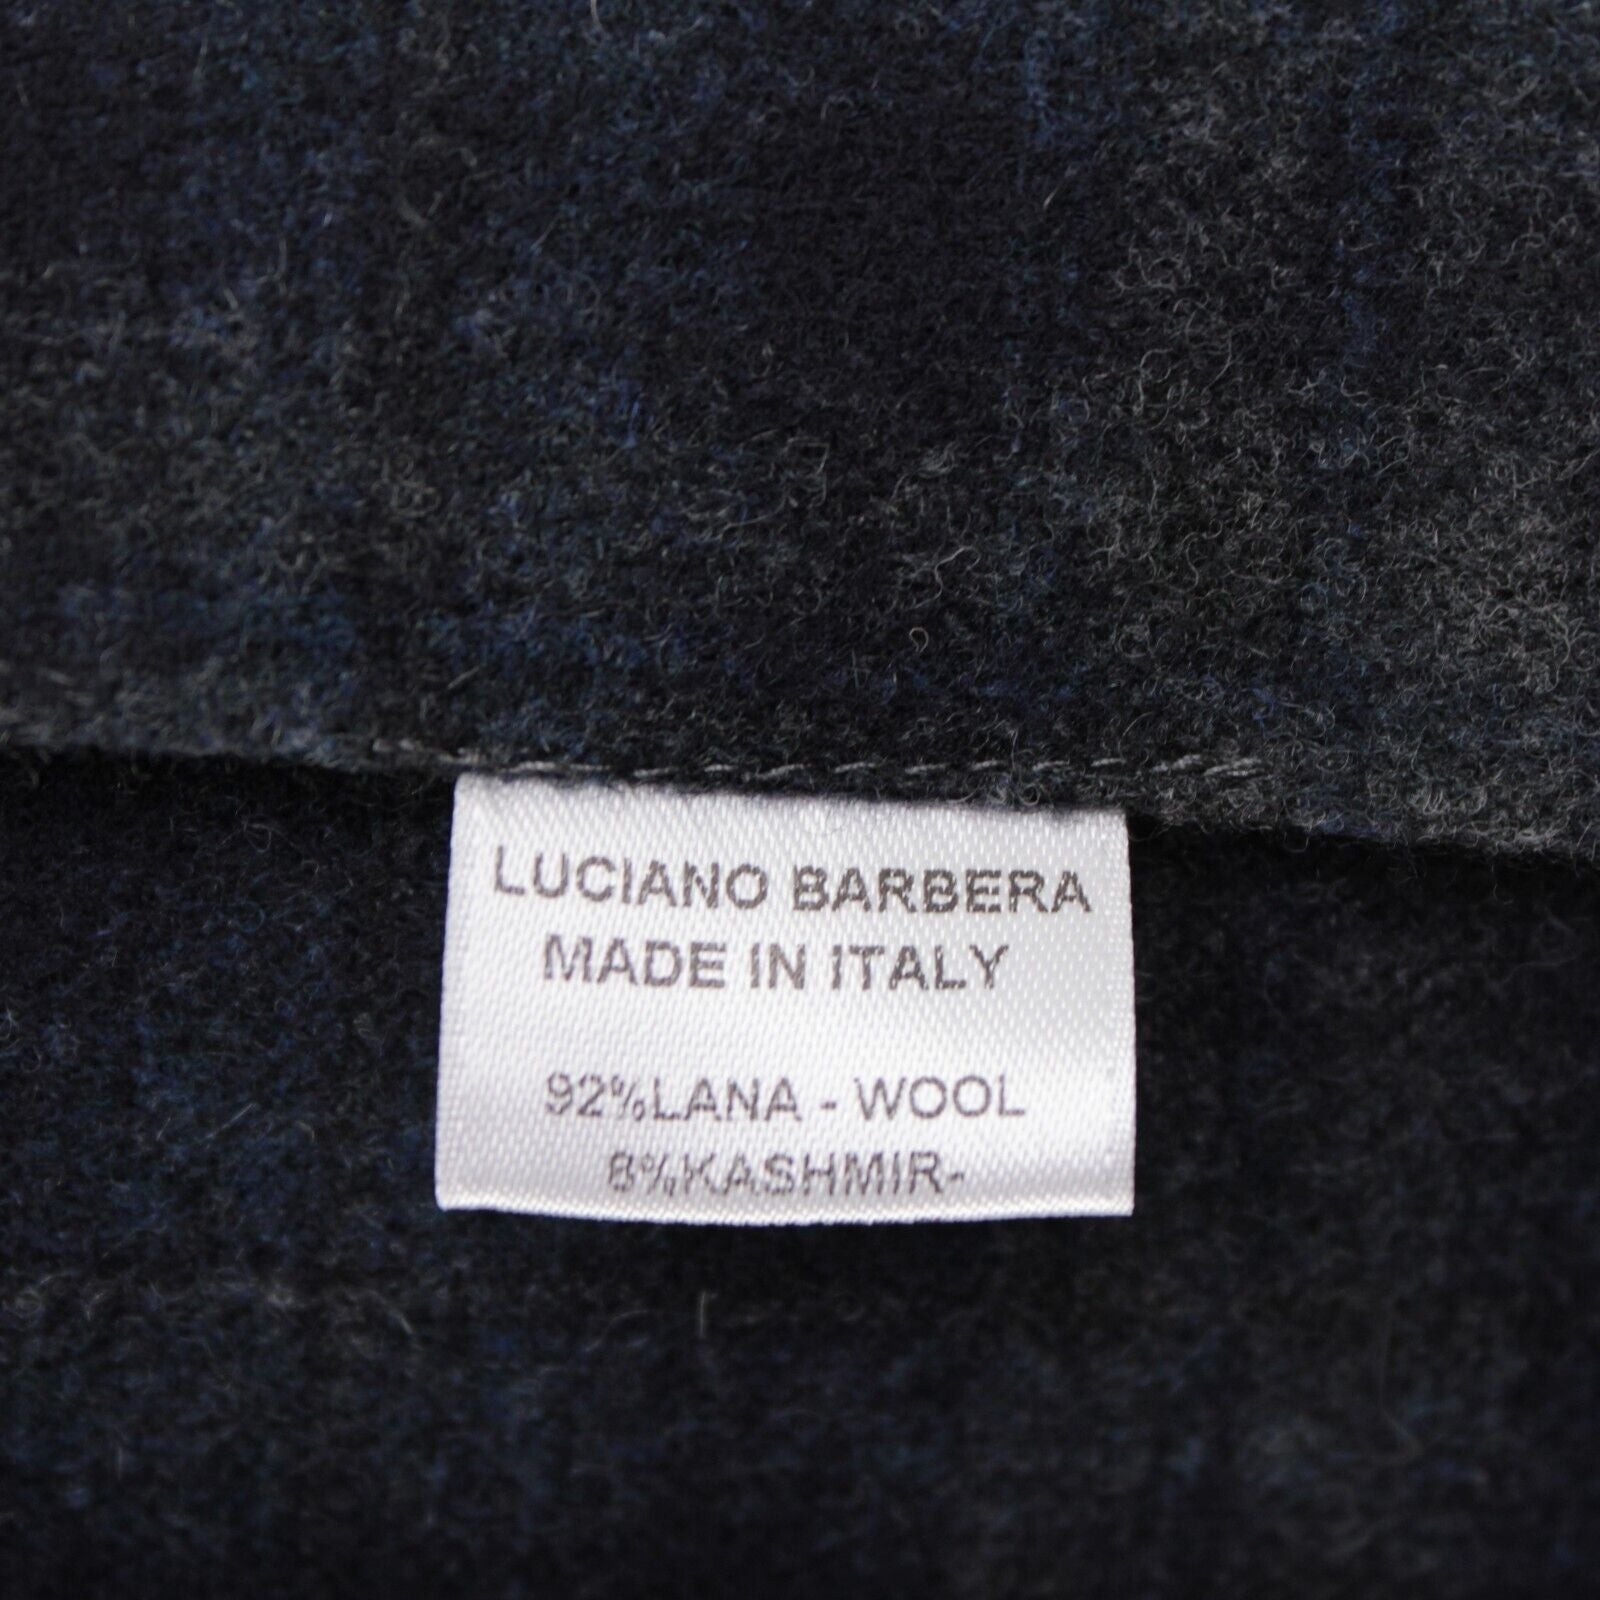 LUCIANO BARBERA
MADE IN ITALY
92%LANA - WOOL
8%KASHMIR-